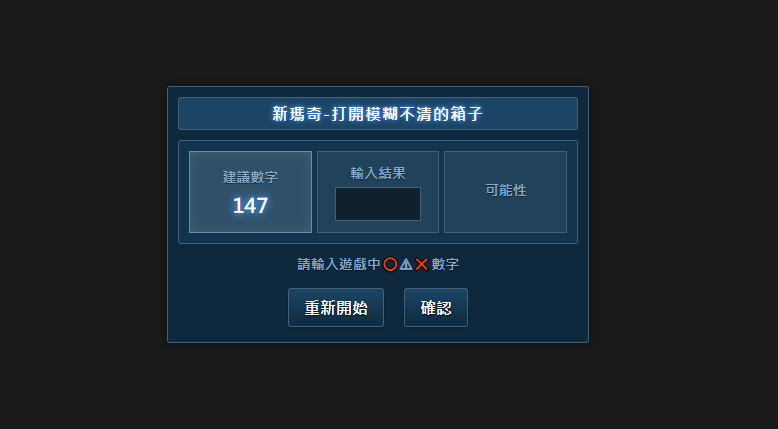 新瑪奇-打開模糊不清的箱子
建議數字
147
輸入結果
可能性
請輸入遊戲中⭕⚠❌數字
重新開始
確認